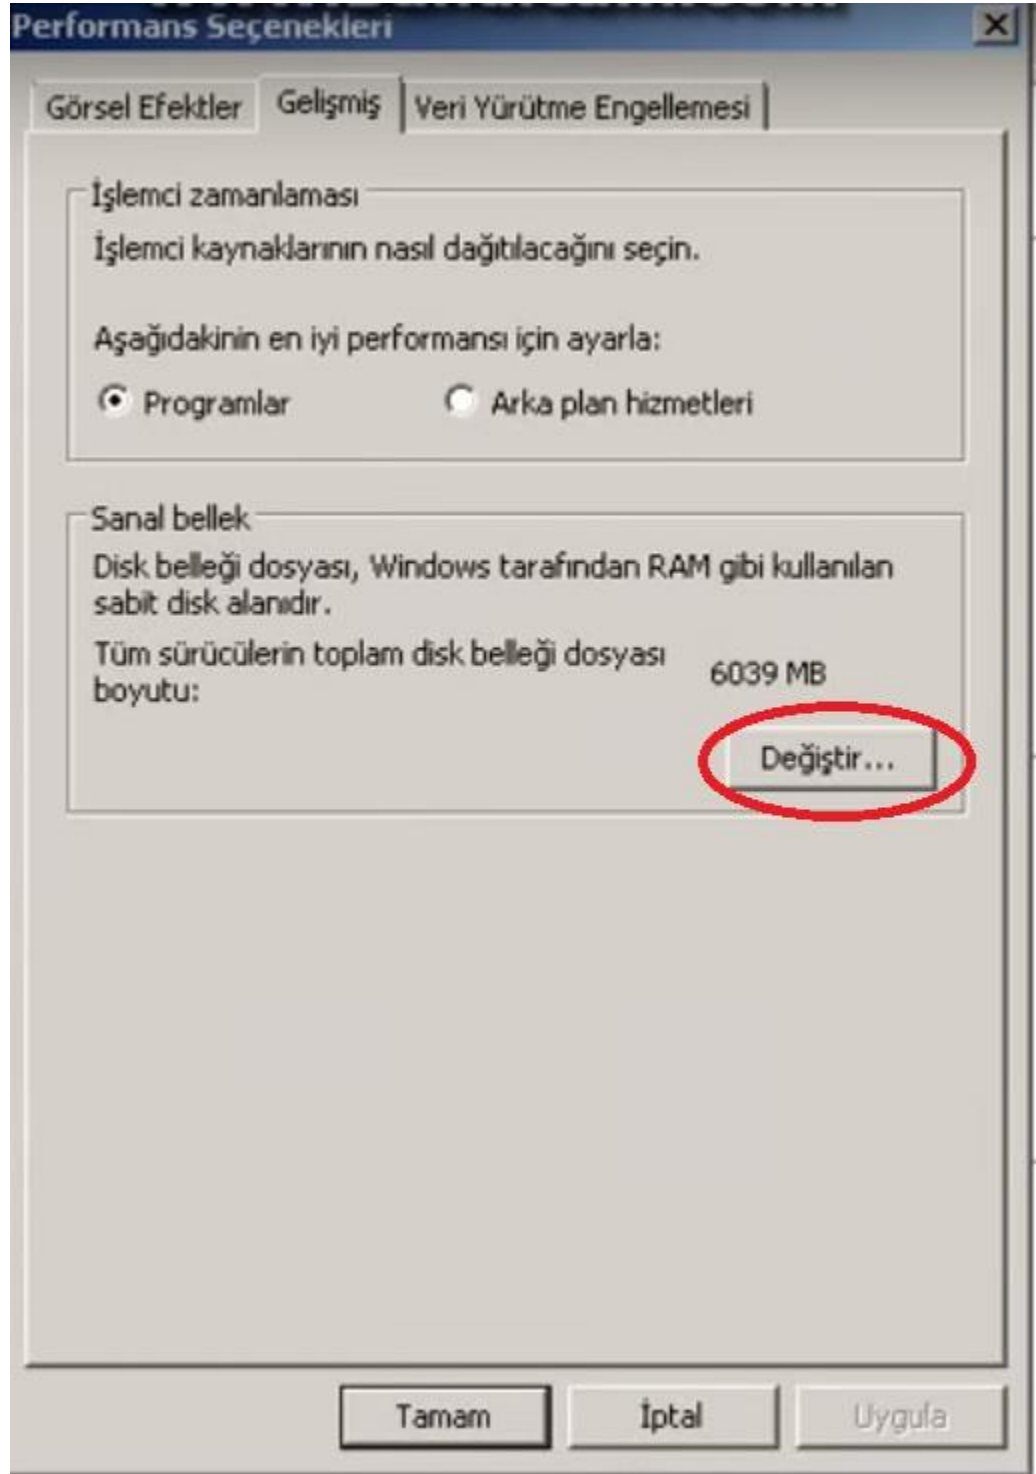 Performans Seçenekleri
Görsel Efektler
Gelişmiş
Veri Yürütme Engellemesi
İşlemci zamanlaması
İşlemci kaynaklarının nasıl dağıtılacağını seçin.
Aşağıdakinin en iyi performansı için ayarla:
Programlar
Arka plan hizmetleri
Sanal bellek
Disk belleği dosyası, Windows tarafından RAM gibi kullanılan
sabit disk alanıdır.
Tüm sürücülerin toplam disk belleği dosyası
boyutu:
6039 MB
Değiştir...
Tamam
İptal
Uygula